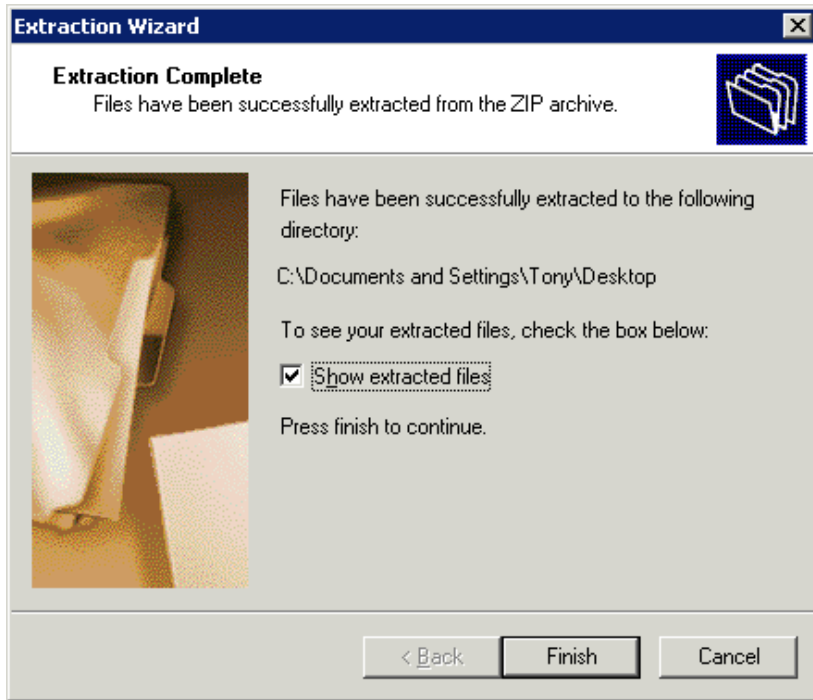 Extraction Wizard
Extraction Complete
Files have been successfully extracted from the ZIP archive.
Files have been successfully extracted to the following
directory:
C:\Documents and Settings\Tony\Desktop
To see your extracted files, check the box below:
Show extracted files
Press finish to continue.
< Back Finish Cancel